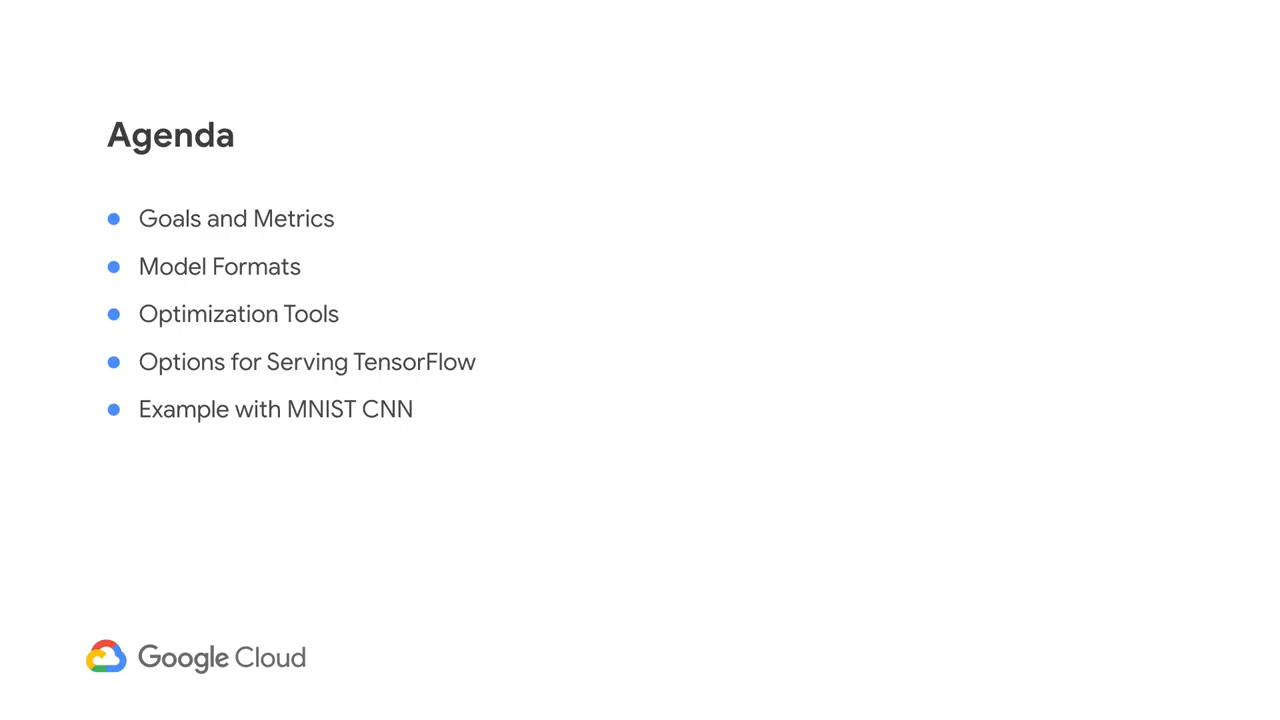 Agenda
Goals and Metrics
Model Formats
Optimization Tools
Options for Serving TensorFlow
Example with MNIST CNN
Google Cloud